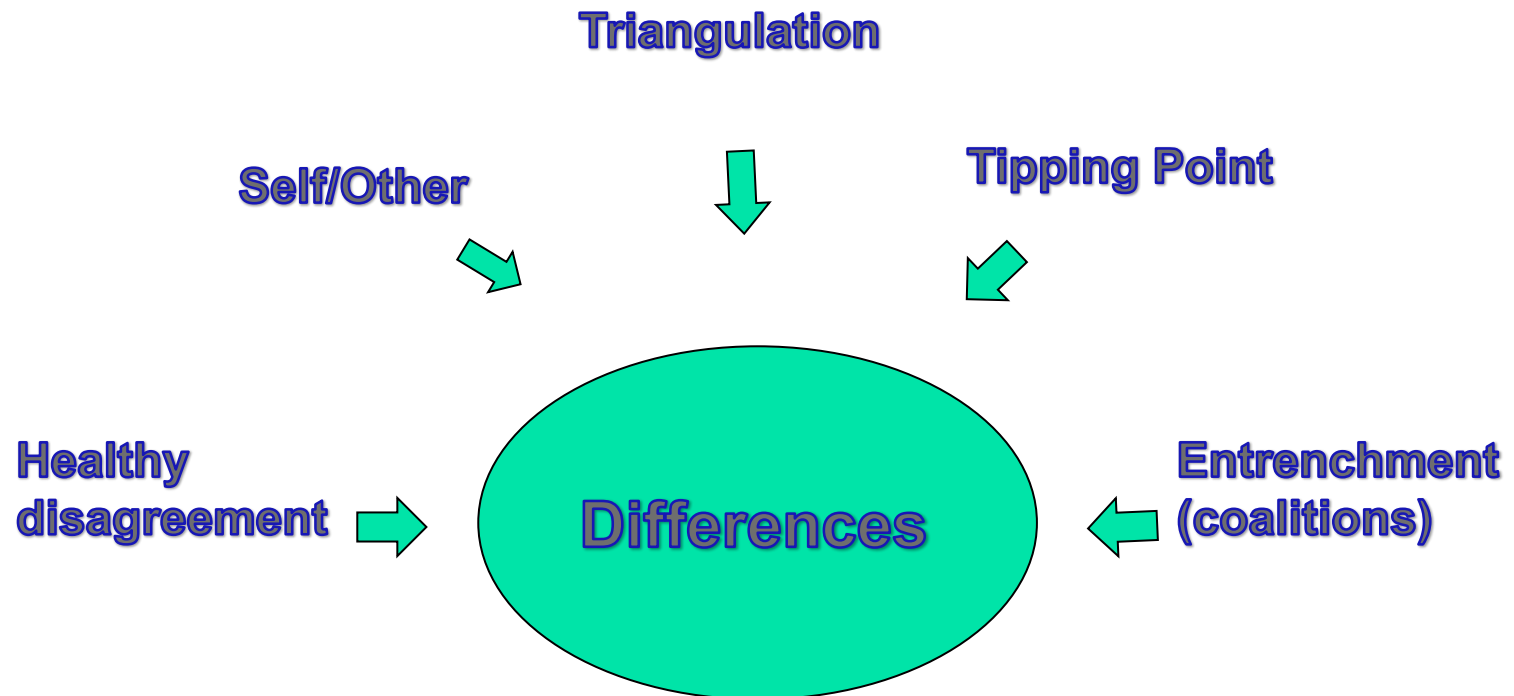 Triangulation
Self/Other
Tipping Point
Healthy
disagreement
Differences
Entrenchment
(coalitions)